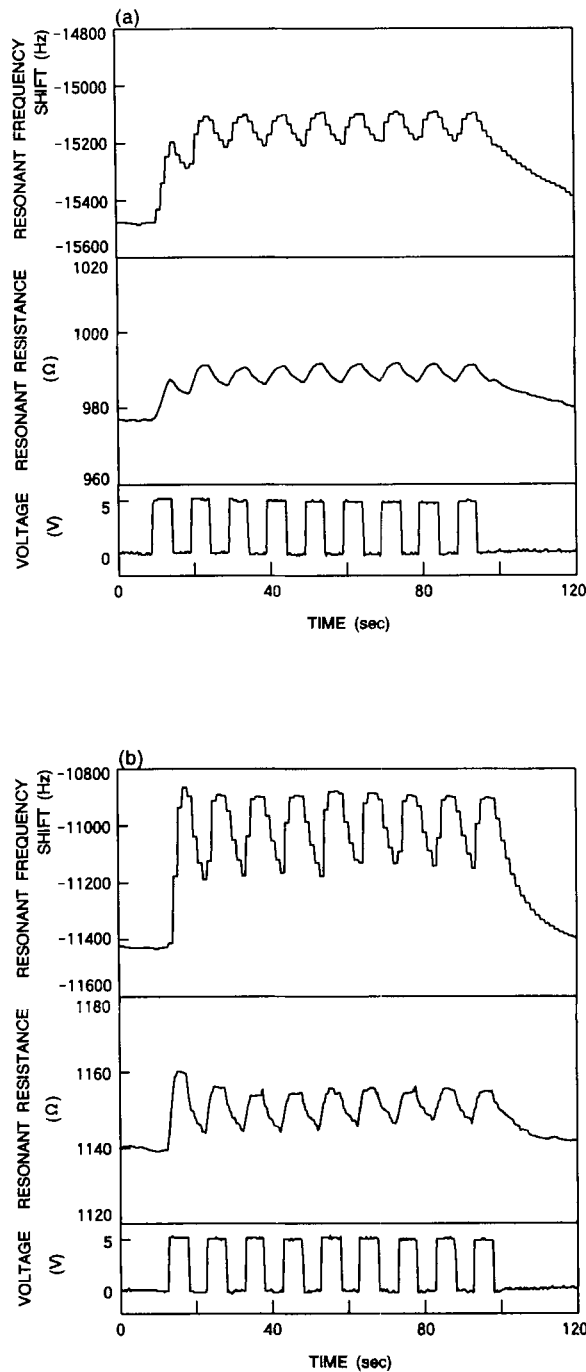 (a)
RESONANT FREQUENCY
SHIFT (Hz)
-14800
-15000
-15200
-15400
-15600
RESONANT RESISTANCE
(Ω)
1020
1000
980
960
VOLTAGE
(V)
5
0
0 40 80 120
TIME (sec)
(b)
RESONANT FREQUENCY
SHIFT (Hz)
-10800
-11000
-11200
-11400
-11600
RESONANT RESISTANCE
(Ω)
1180
1160
1140
1120
VOLTAGE
(V)
5
0
0 40 80 120
TIME (sec)